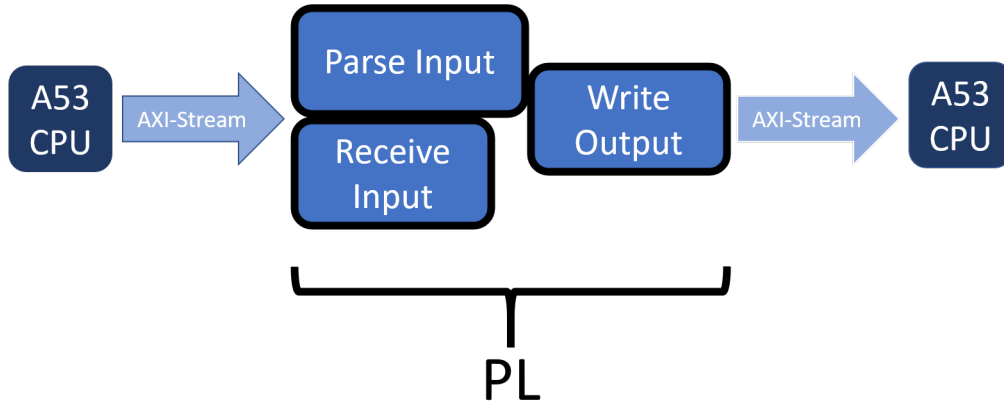 A53
CPU
AXI-Stream
Parse Input
Receive
Input
Write
Output
AXI-Stream
A53
CPU
PL